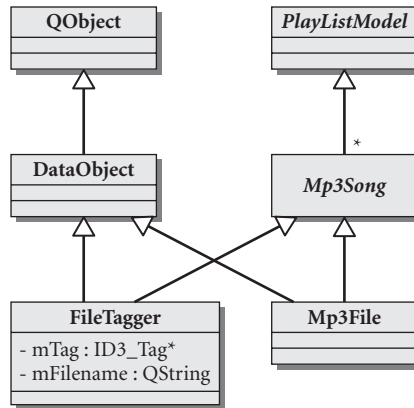 QObject
PlayListModel
*
DataObject
Mp3Song
FileTagger
- mTag : ID3_Tag*
- mFilename : QString
Mp3File